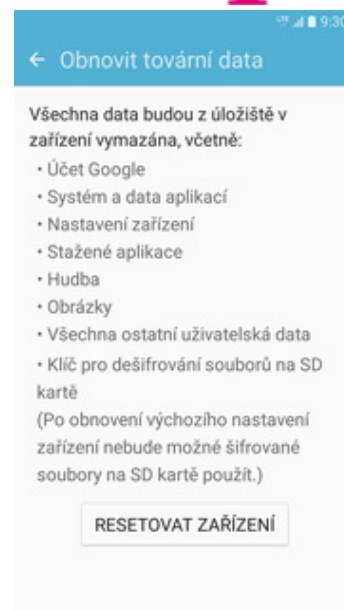 LTE 9:30
← Obnovit tovární data
Všechna data budou z úložiště v
zařízení vymazána, včetně:
• Účet Google
• Systém a data aplikací
• Nastavení zařízení
• Stažené aplikace
• Hudba
• Obrázky
• Všechna ostatní uživatelská data
• Klíč pro dešifrování souborů na SD
kartě
(Po obnovení výchozího nastavení
zařízení nebude možné šifrované
soubory na SD kartě použít.)
RESETOVAT ZAŘÍZENÍ